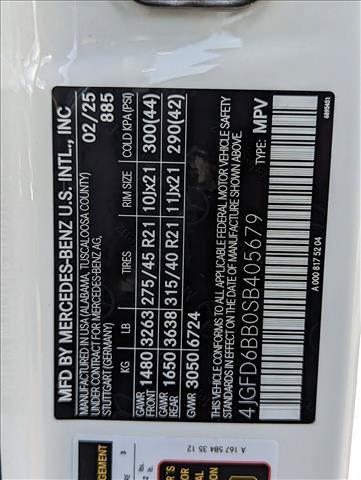 MFG BY MERCEDES-BENZ U.S. INTL., INC
MANUFACTURED IN USA (ALABAMA, TUSCALOOSA COUNTY)
FOR MERCEDES-BENZ AG,
STUTTGART (GERMANY)
02/25
885
KG LB TIRES RIM SIZE COLD KPA (PSI)
GAWR
FRONT 1480 3263 275/45 R21 10Jx21 300(44)
GAWR
REAR 1650 3638 315/40 R21 11Jx21 290(42)
GVWR 3050 6724
THIS VEHICLE CONFORMS TO ALL APPLICABLE FEDERAL MOTOR VEHICLE SAFETY
STANDARDS IN EFFECT ON THE DATE OF MANUFACTURE SHOWN ABOVE.
4JGFD6BB0SB405679
TYPE: MPV
A 000 817 52 04
A 167 584 35 12